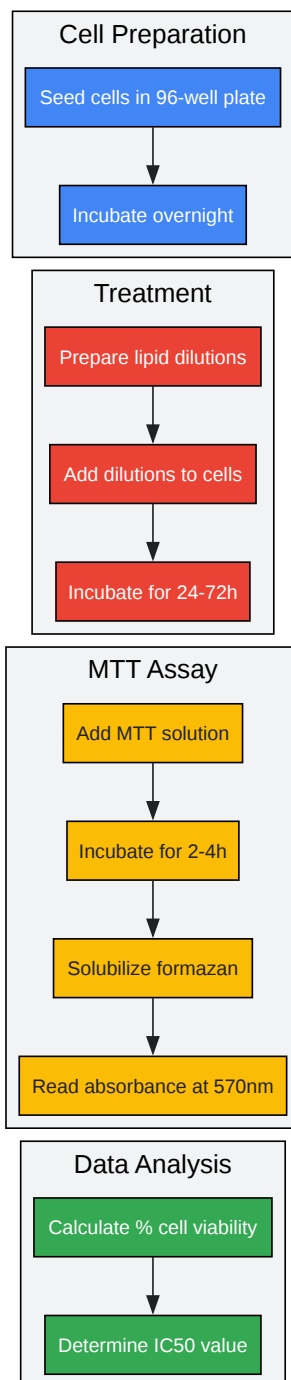 Cell Preparation
Seed cells in 96-well plate
Incubate overnight
Treatment
Prepare lipid dilutions
Add dilutions to cells
Incubate for 24-72h
MTT Assay
Add MTT solution
Incubate for 2-4h
Solubilize formazan
Read absorbance at 570nm
Data Analysis
Calculate % cell viability
Determine IC50 value